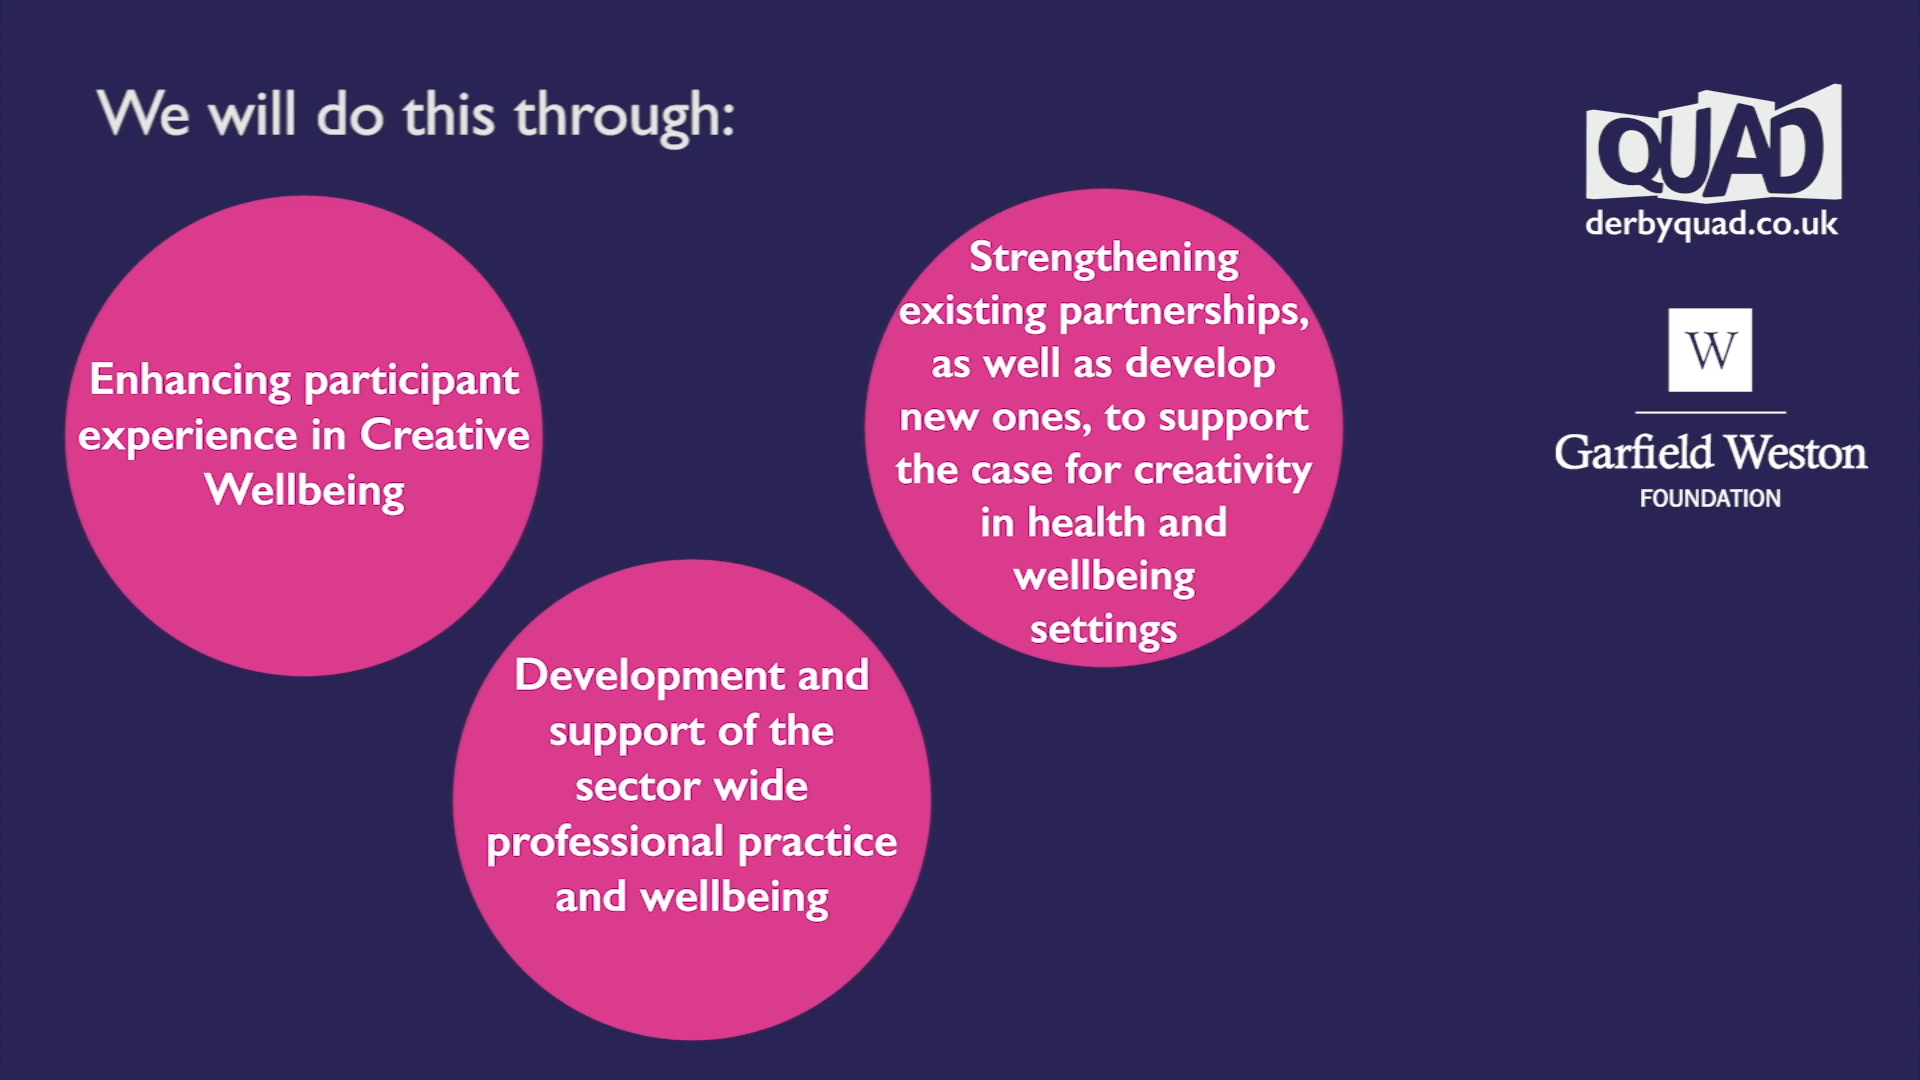 We will do this through:
Enhancing participant
experience in Creative
Wellbeing
Development and
support of the
sector wide
professional practice
and wellbeing
Strengthening
existing partnerships,
as well as develop
new ones, to support
the case for creativity
in health and
wellbeing
settings
QUAD
derbyquad.co.uk
W
Garfield Weston
FOUNDATION